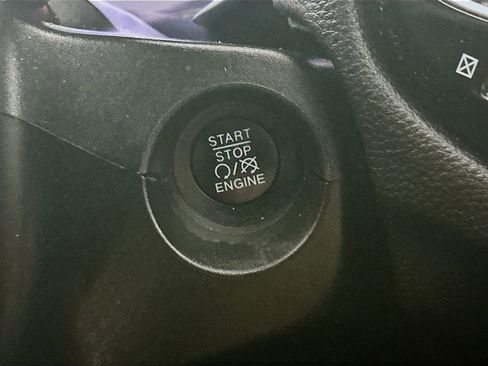 START
STOP
/
ENGINE